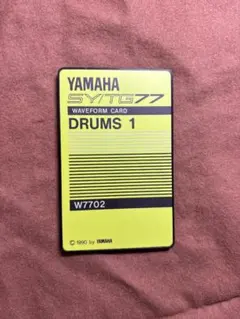 YAMAHA
SY/TG77
WAVEFORM CARD
DRUMS 1
W7702
© 1990 by YAMAHA